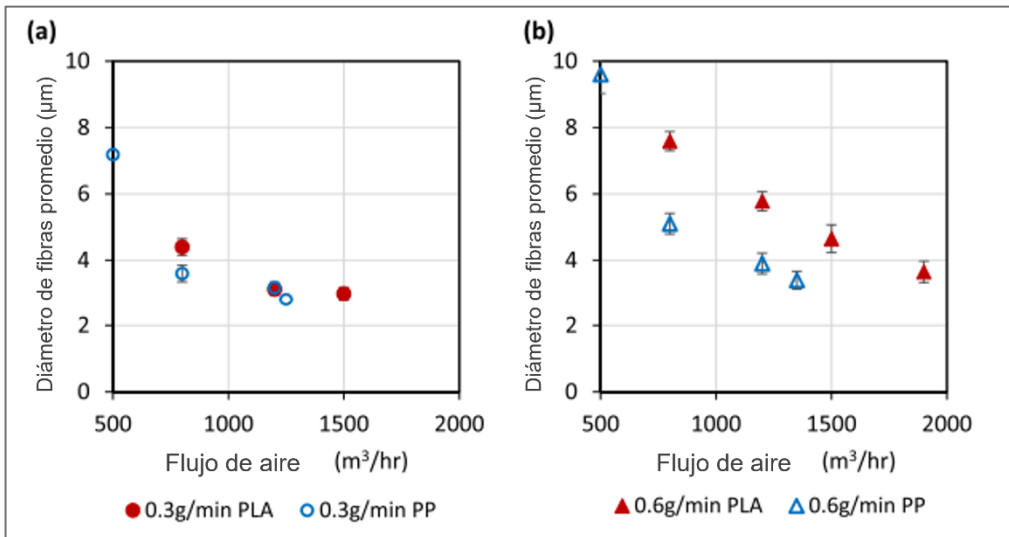 (a)
Diámetro de fibras promedio (μm)
10
8
6
4
2
0
500 1000 1500 2000
Flujo de aire (m³/hr)
0.3g/min PLA 0.3g/min PP
(b)
Diámetro de fibras promedio (μm)
10
8
6
4
2
0
500 1000 1500 2000
Flujo de aire (m³/hr)
0.6g/min PLA 0.6g/min PP